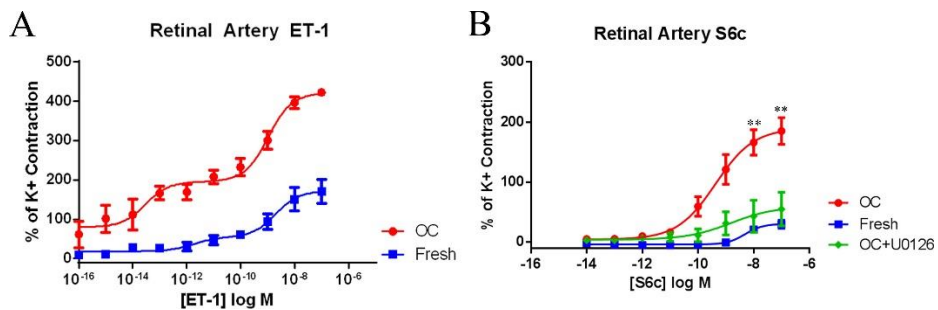 A
Retinal Artery ET-1
% of K+ Contraction
500
400
300
200
100
0
10-16
10-14
10-12
10-10
10-8
10-6
[ET-1] log M
OC
Fresh
B
Retinal Artery S6c
% of K+ Contraction
300
200
100
0
**
**
-14
-12
-10
-8
-6
[S6c] log M
OC
Fresh
OC+U0126